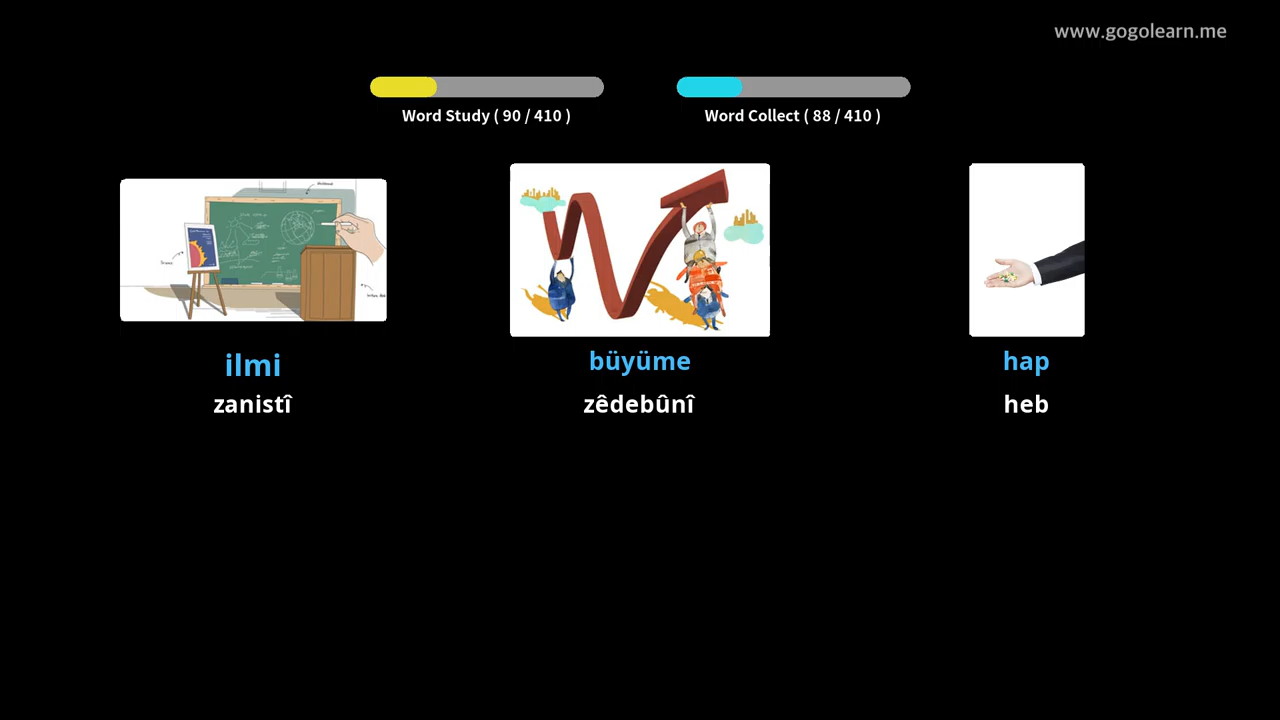 www.gogolearn.me
Word Study ( 90 / 410 )
Word Collect ( 88 / 410 )
ilmi
büyüme
hap
zanistî
zêdebûnî
heb